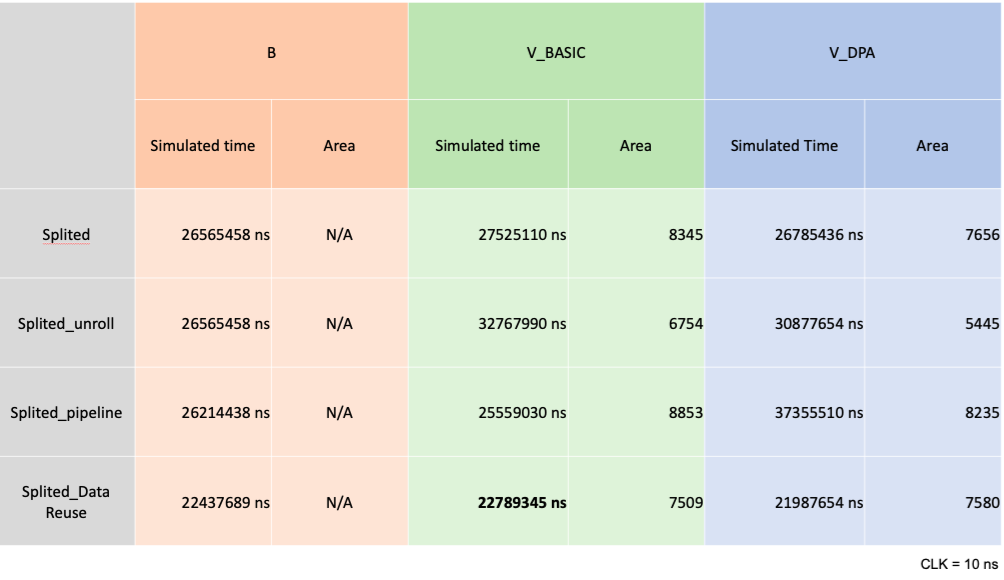 B V_BASIC V_DPA
Simulated time Area Simulated time Area Simulated Time Area
Splited 26565458 ns N/A 27525110 ns 8345 26785436 ns 7656
Splited_unroll 26565458 ns N/A 32767990 ns 6754 30877654 ns 5445
Splited_pipeline 26214438 ns N/A 25559030 ns 8853 37355510 ns 8235
Splited_Data
Reuse 22437689 ns N/A 22789345 ns 7509 21987654 ns 7580
CLK = 10 ns